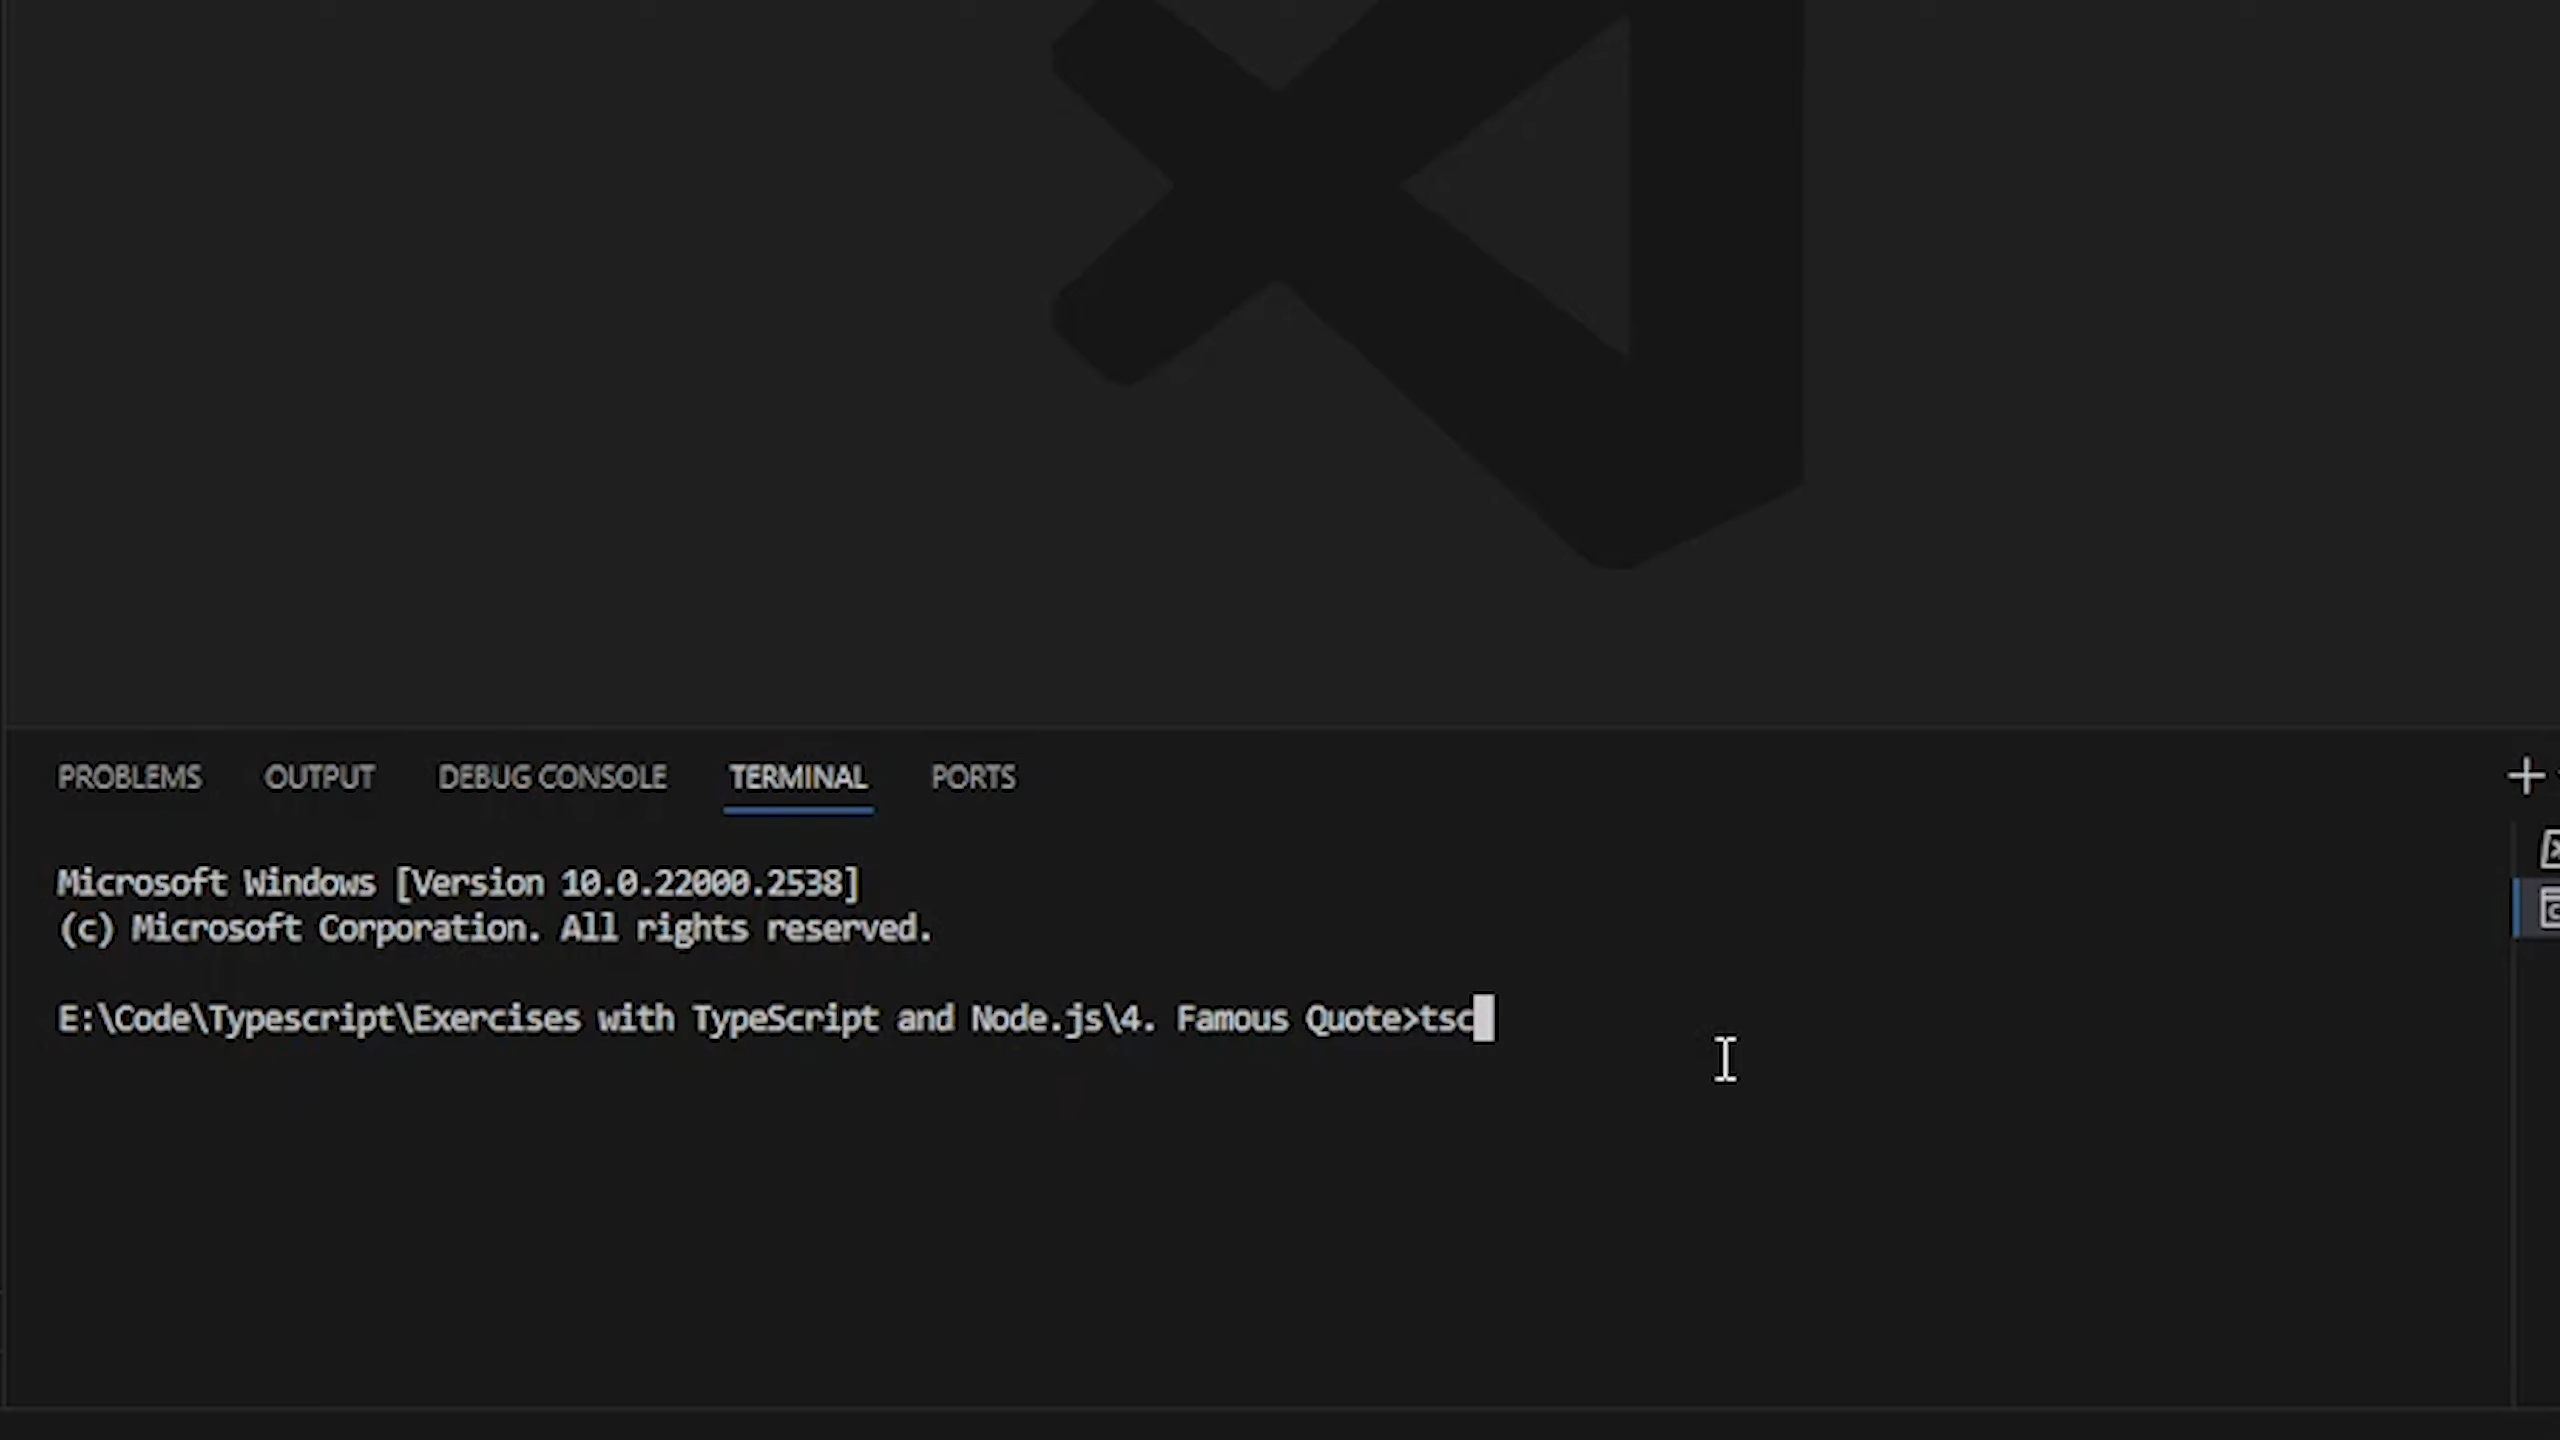 PROBLEMS OUTPUT DEBUG CONSOLE TERMINAL PORTS
Microsoft Windows [Version 10.0.22000.2538]
(c) Microsoft Corporation. All rights reserved.
E:\Code\Typescript\Exercises with TypeScript and Node.js\4. Famous Quote>tsc